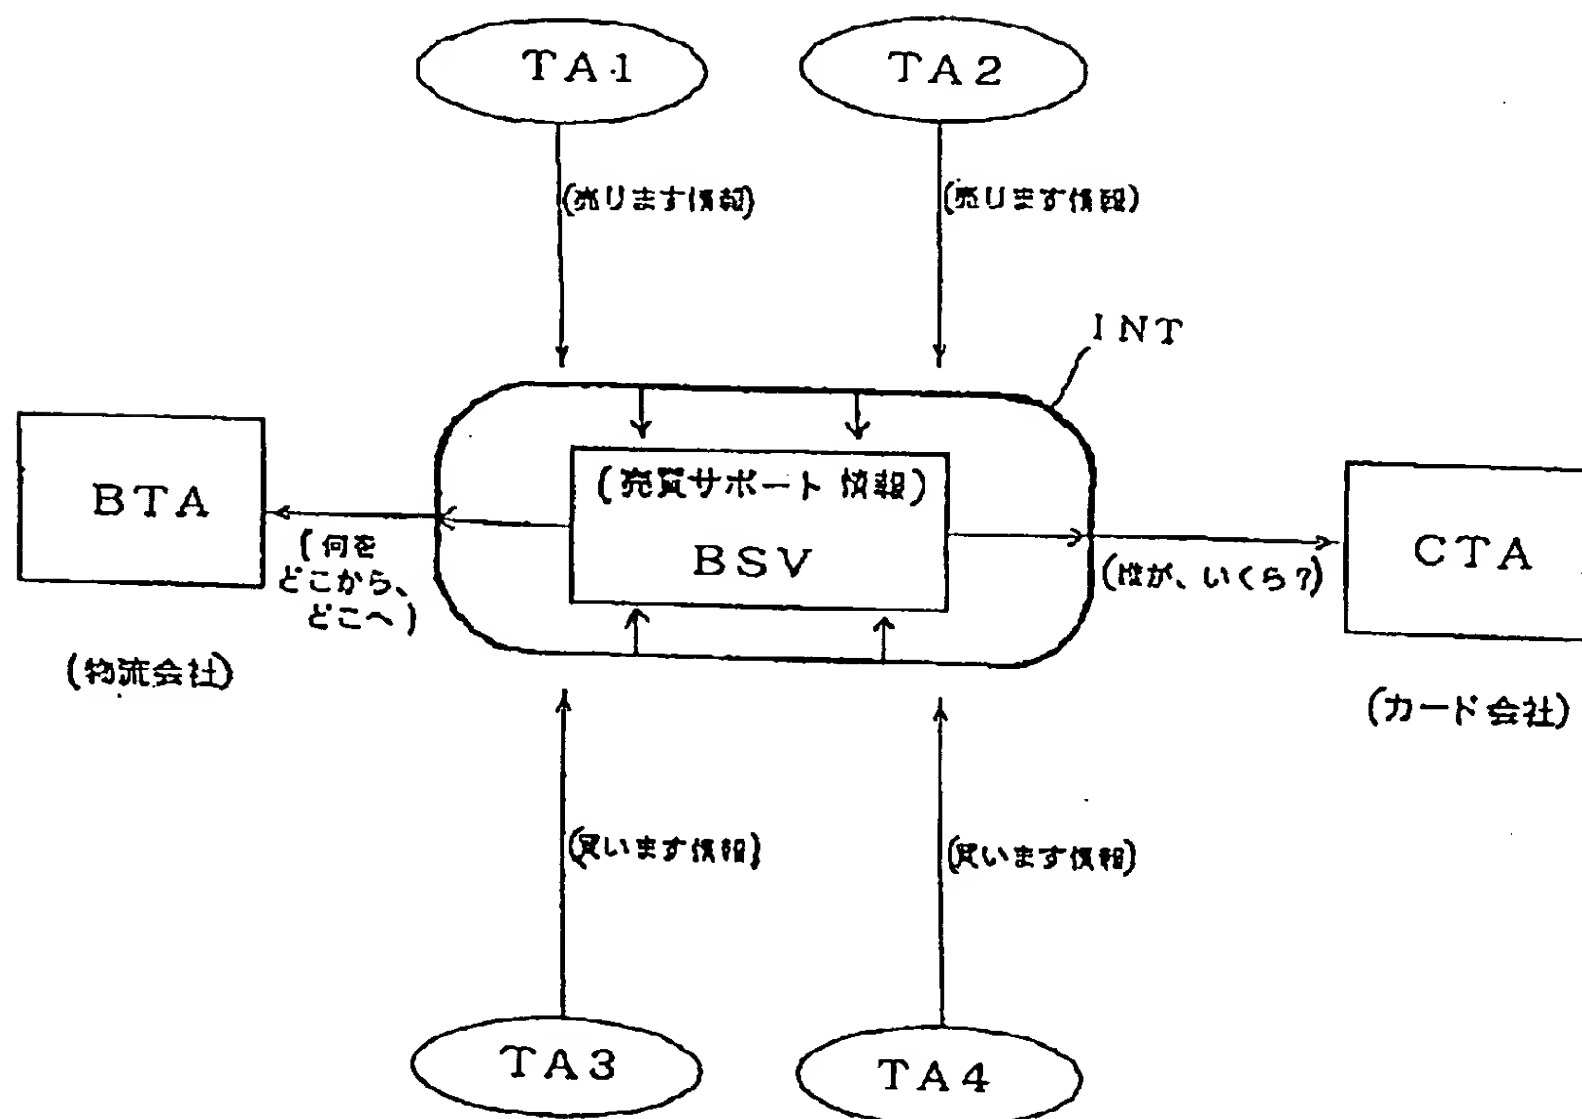 TA1
TA2
(売ります情報)
(売ります情報)
INT
BTA
(売買サポート情報)
BSV
CTA
(何を
どこから、
どこへ)
(誰が、いくら?)
(物流会社)
(カード会社)
(買います情報)
(買います情報)
TA3
TA4